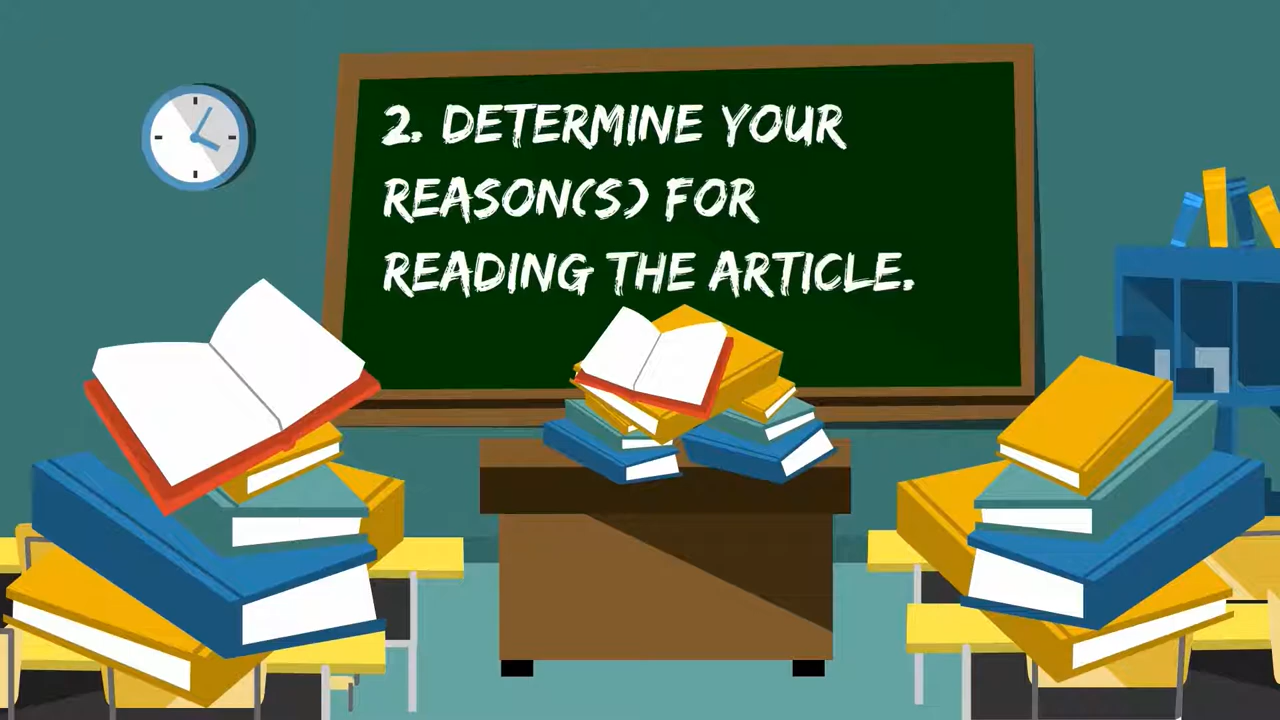 2. DETERMINE YOUR
REASON(S) FOR
READING THE ARTICLE.